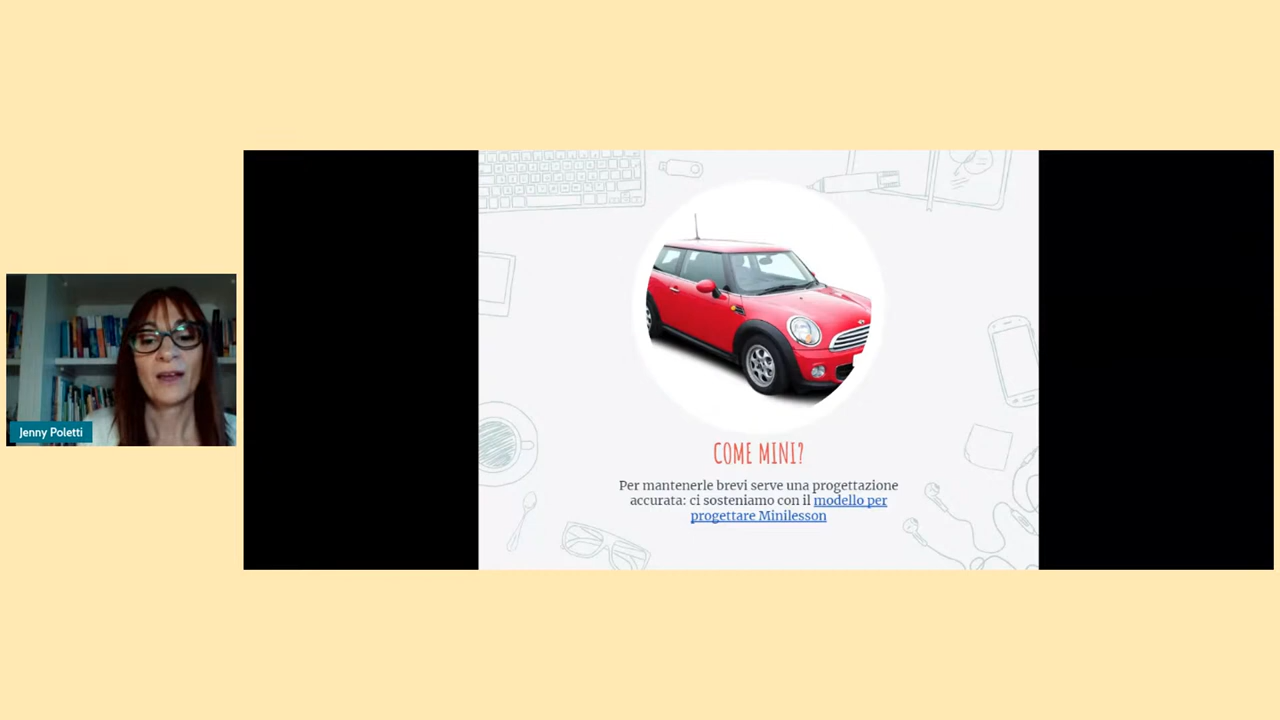 Jenny Poletti
COME MINI?
Per mantenerle brevi serve una progettazione
accurata: ci sosteniamo con il modello per
progettare Minilesson